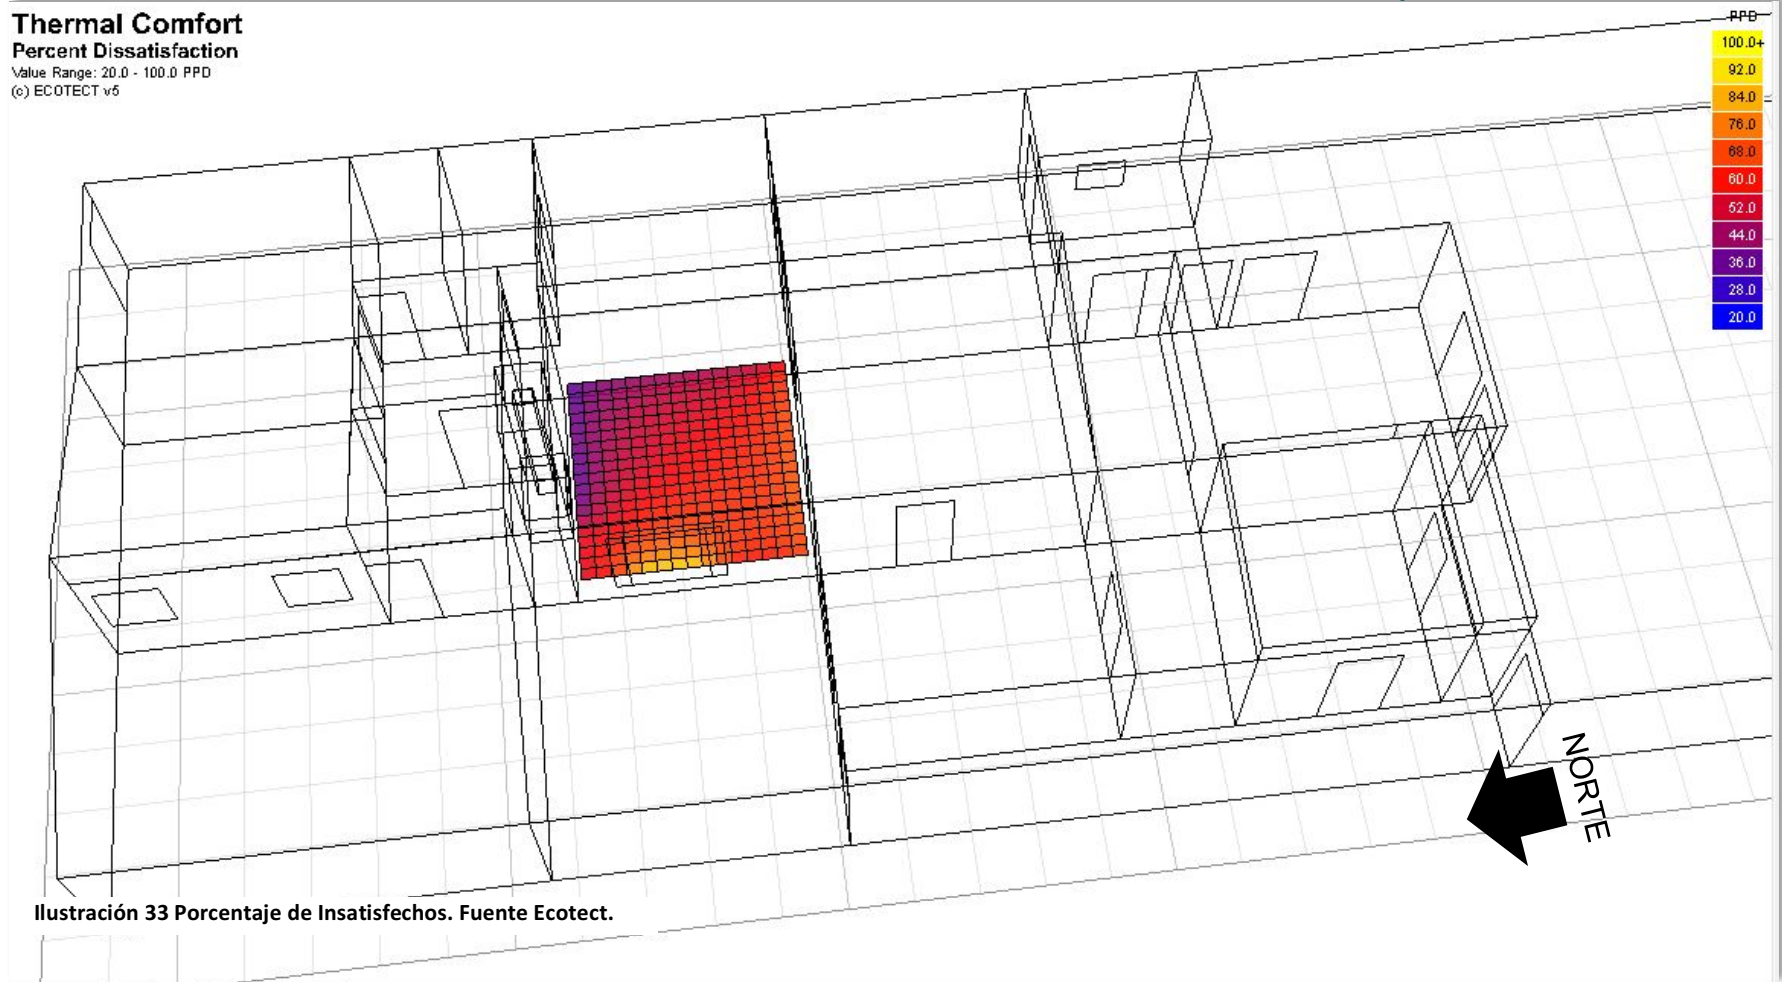 Thermal Comfort
Percent Dissatisfaction
Value Range: 20.0 - 100.0 PPD
(c) ECOTECT v5
PPD
100.0+
92.0
84.0
76.0
68.0
60.0
52.0
44.0
36.0
28.0
20.0
NORTE
Ilustración 33 Porcentaje de Insatisfechos. Fuente Ecotect.